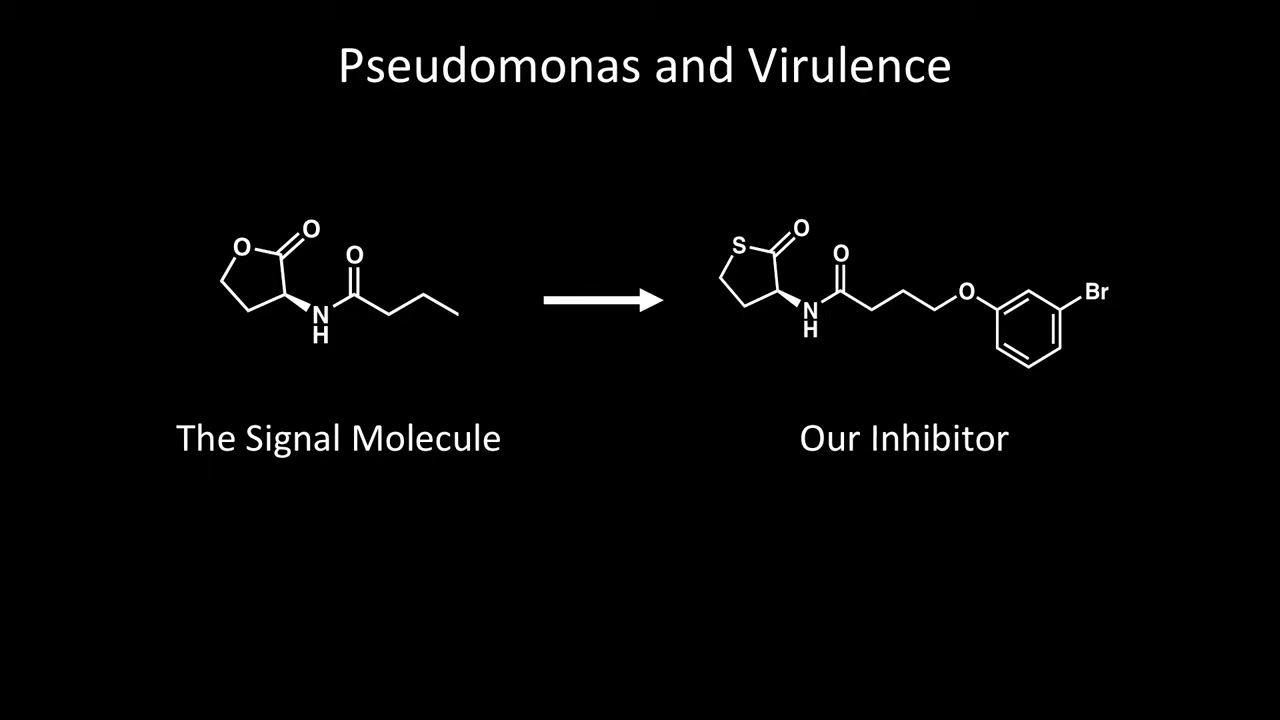 Pseudomonas and Virulence
O
O
O
N
H
S
O
O
N
H
O
Br
The Signal Molecule
Our Inhibitor